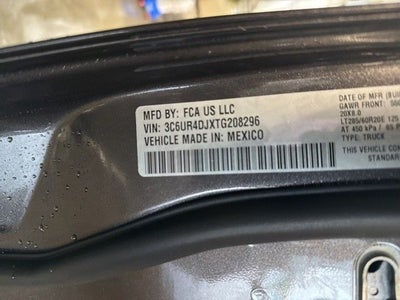 MFD BY: FCA US LLC
VIN: 3C6UR4DJXTG208296
VEHICLE MADE IN: MEXICO
DATE OF MFR
GAWR FRONT:
20X8.0
LT285/60R20E
AT 450 kPa /
TYPE: TRUCK
THIS VEHICLE
STANDAR